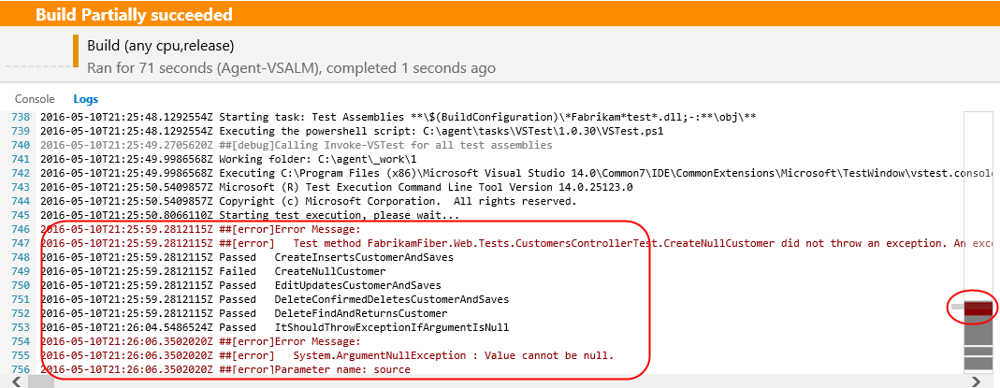 Build Partially succeeded
Build (any cpu,release)
Ran for 71 seconds (Agent-VSALM), completed 1 seconds ago
Console Logs
738 2016-05-10T21:25:48.1292554Z Starting task: Test Assemblies **\$(BuildConfiguration)\*Fabrikam*test*.dll;-:**\obj\**
739 2016-05-10T21:25:48.1292554Z Executing the powershell script: C:\agent\tasks\VSTest\1.0.30\VSTest.ps1
740 2016-05-10T21:25:49.2705620Z ##[debug]Calling Invoke-VSTest for all test assemblies
741 2016-05-10T21:25:49.9986568Z Working folder: C:\agent\_work\1
742 2016-05-10T21:25:49.9986568Z Executing C:\Program Files (x86)\Microsoft Visual Studio 14.0\Common7\IDE\CommonExtensions\Microsoft\TestWindow\vstest.console
743 2016-05-10T21:25:50.5409857Z Microsoft (R) Test Execution Command Line Tool Version 14.0.25123.0
744 2016-05-10T21:25:50.5409857Z Copyright (c) Microsoft Corporation.  All rights reserved.
745 2016-05-10T21:25:50.8066110Z Starting test execution, please wait...
746 2016-05-10T21:25:59.2812115Z ##[error]Error Message:
747 2016-05-10T21:25:59.2812115Z ##[error]   Test method FabrikamFiber.Web.Tests.CustomersControllerTest.CreateNullCustomer did not throw an exception. An exce
748 2016-05-10T21:25:59.2812115Z Passed   CreateInsertsCustomerAndSaves
749 2016-05-10T21:25:59.2812115Z Failed   CreateNullCustomer
750 2016-05-10T21:25:59.2812115Z Passed   EditUpdatesCustomerAndSaves
751 2016-05-10T21:25:59.2812115Z Passed   DeleteConfirmedDeletesCustomerAndSaves
752 2016-05-10T21:25:59.2812115Z Passed   DeleteFindAndReturnsCustomer
753 2016-05-10T21:26:04.5486524Z Passed   ItShouldThrowExceptionIfArgumentIsNull
754 2016-05-10T21:26:06.3502020Z ##[error]Error Message:
755 2016-05-10T21:26:06.3502020Z ##[error]   System.ArgumentNullException : Value cannot be null.
756 2016-05-10T21:26:06.3502020Z ##[error]Parameter name: source